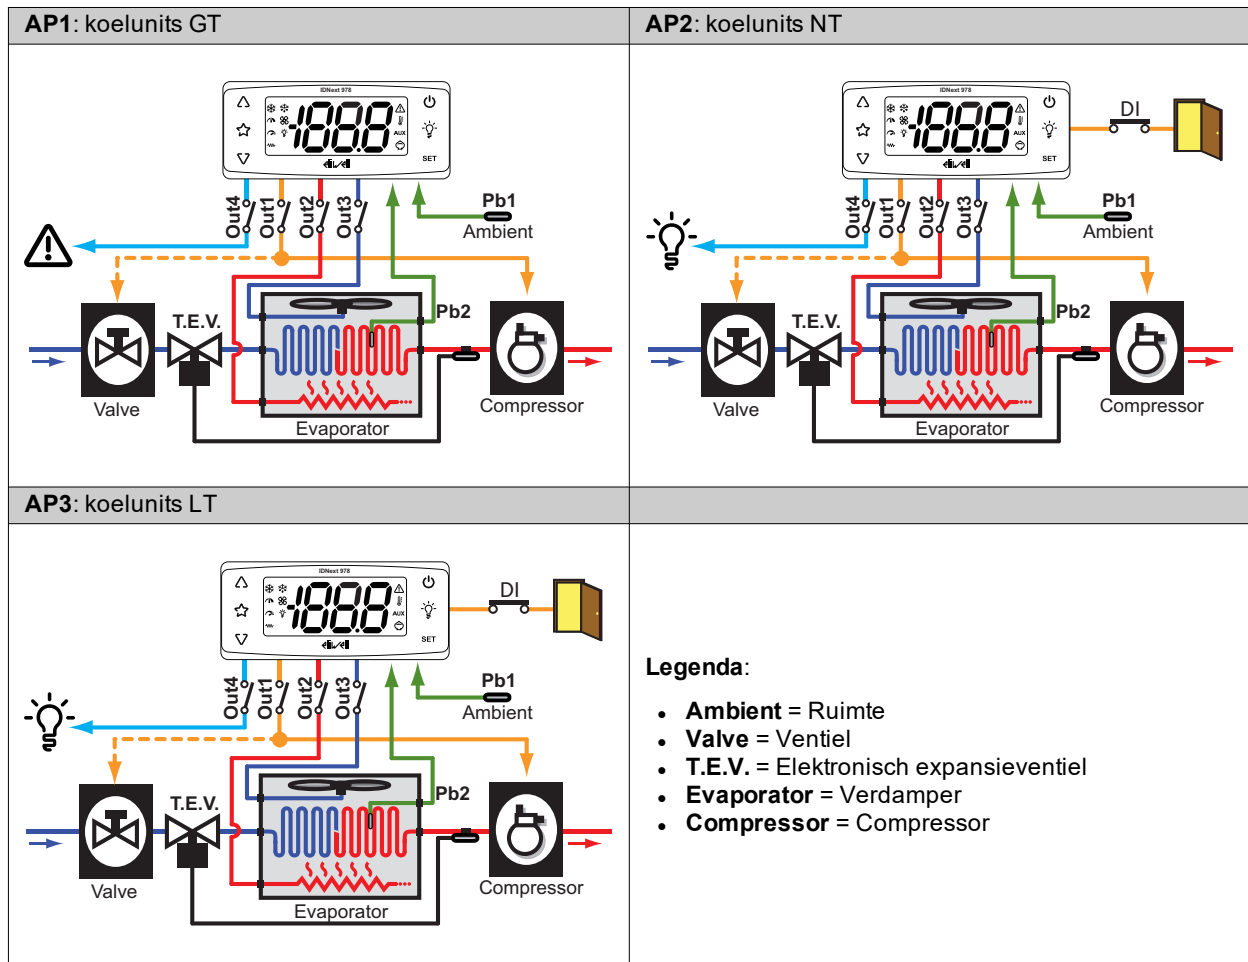 AP1: koelunits GT
AP2: koelunits NT
IDNext 978
188.8
AUX
SET
eliwell
Out4
Out1
Out2
Out3
Pb1
Ambient
Pb2
T.E.V.
Valve
Evaporator
Compressor
IDNext 978
188.8
AUX
SET
eliwell
DI
Out4
Out1
Out2
Out3
Pb1
Ambient
Pb2
T.E.V.
Valve
Evaporator
Compressor
AP3: koelunits LT
IDNext 978
188.8
AUX
SET
eliwell
DI
Out4
Out1
Out2
Out3
Pb1
Ambient
Pb2
T.E.V.
Valve
Evaporator
Compressor
Legenda:
• Ambient = Ruimte
• Valve = Ventiel
• T.E.V. = Elektronisch expansieventiel
• Evaporator = Verdamper
• Compressor = Compressor